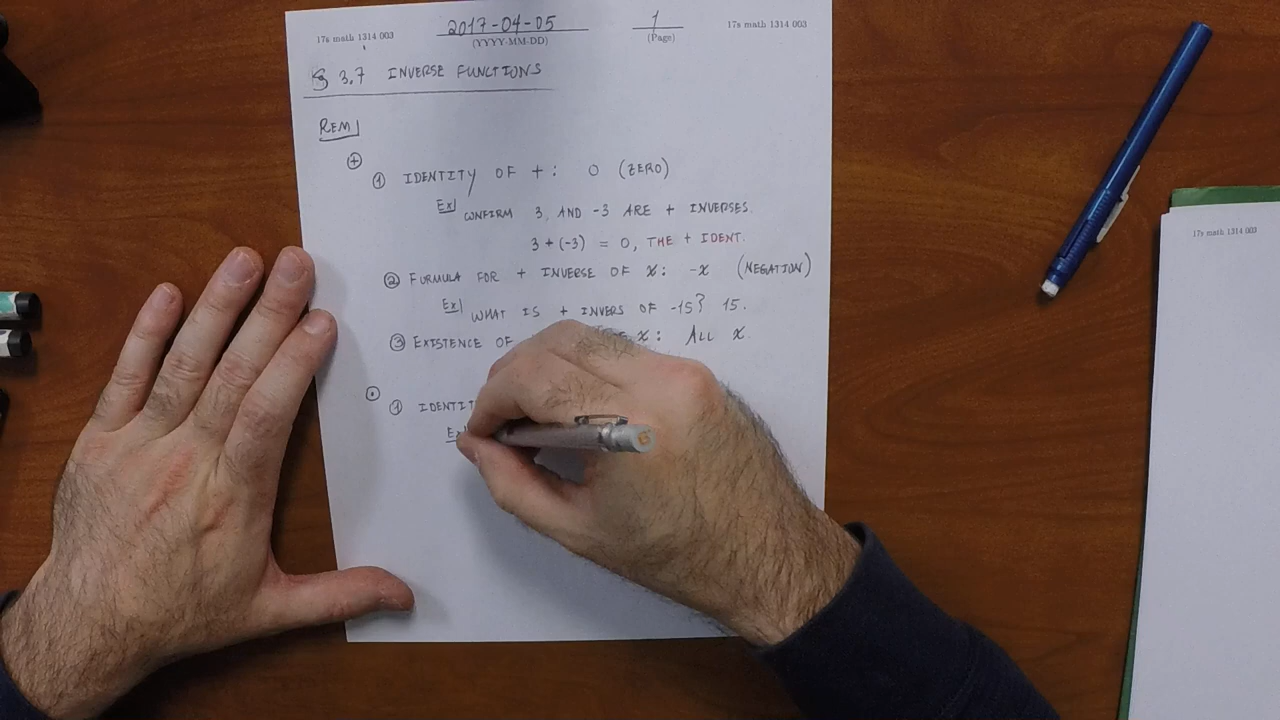 17s math 1314 003 2017-04-05 1 17s math 1314 003
(YYYY-MM-DD) (Page)
§ 3.7 INVERSE FUNCTIONS
REM
+
① IDENTITY OF +: 0 (ZERO)
EX CONFIRM 3 AND -3 ARE + INVERSES.
3 + (-3) = 0, THE + IDENT.
② FORMULA FOR + INVERSE OF x: -x (NEGATION)
EX WHAT IS + INVERS OF -15? 15.
③ EXISTENCE OF x: ALL x.
·
① IDENTIT
EX
17s math 1314 003